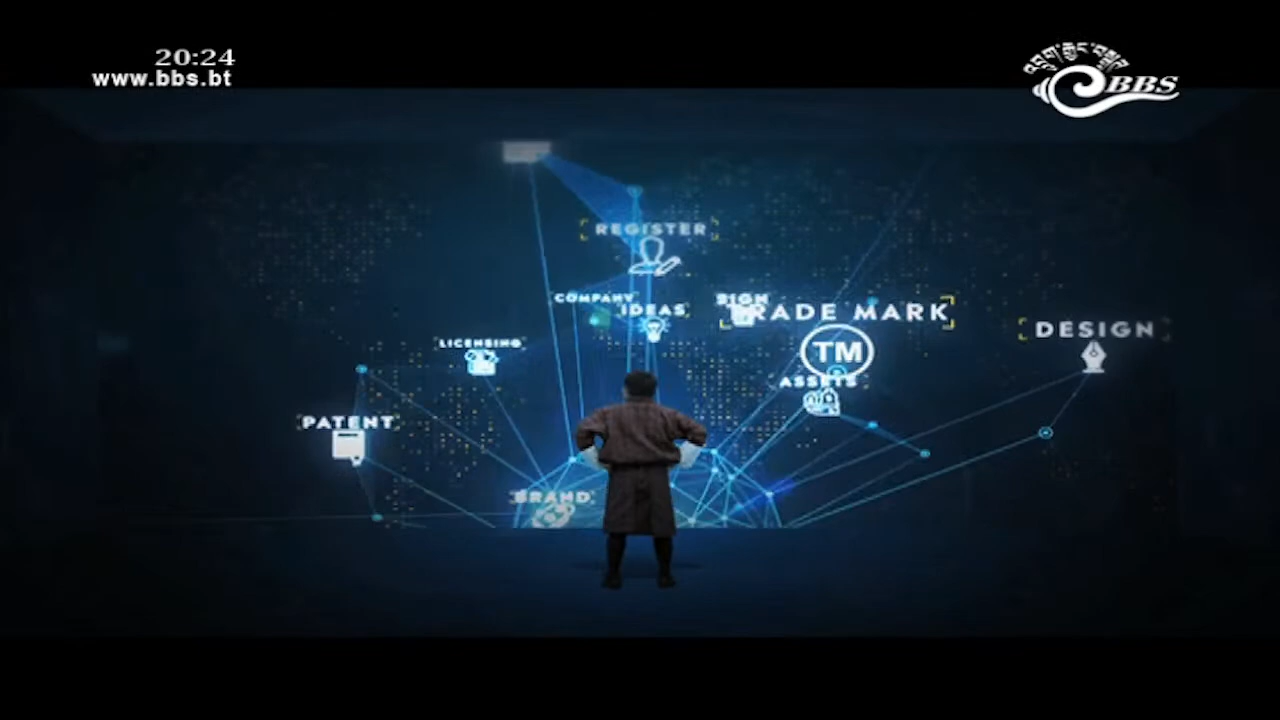 20:24
www.bbs.bt
BBS
REGISTER
COMPANY
IDEAS
SIGN
TRADE MARK
TM
DESIGN
LICENSING
ASSETS
PATENT
BRAND